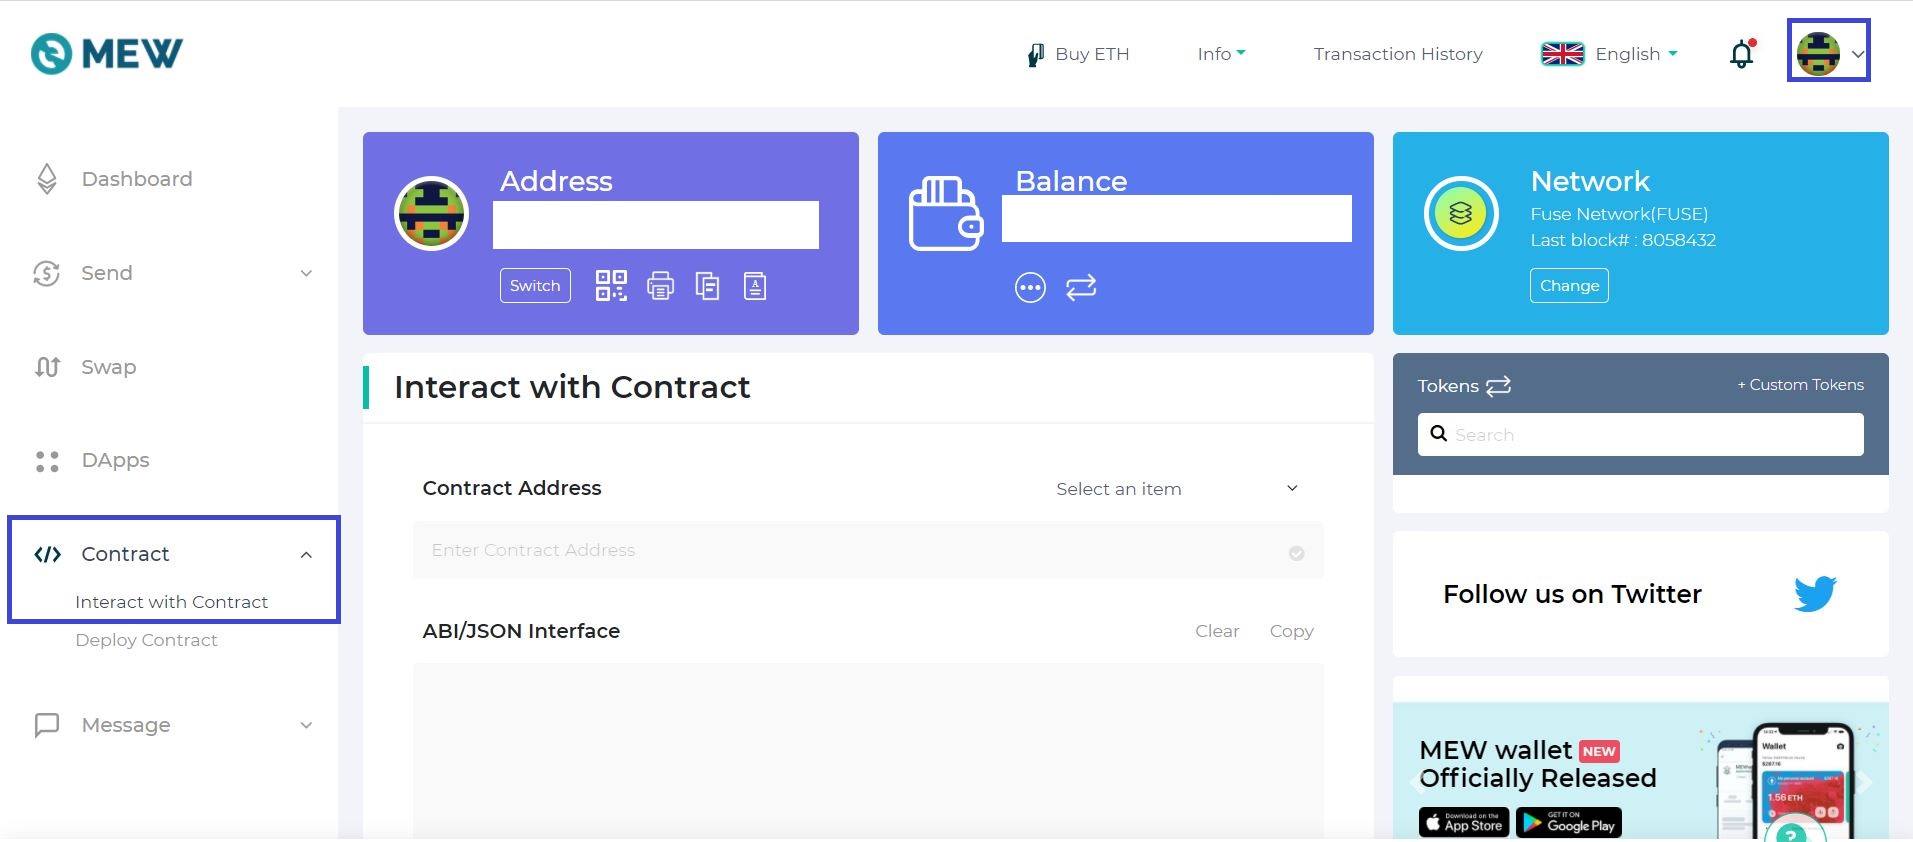 MEW
Buy ETH
Info
Transaction History
English
Dashboard
Send
Swap
DApps
Contract
Interact with Contract
Deploy Contract
Message
Address
Switch
Balance
Network
Fuse Network(FUSE)
Last block# : 8058432
Change
Interact with Contract
Contract Address
Select an item
Enter Contract Address
ABI/JSON Interface
Clear
Copy
Tokens
+ Custom Tokens
Search
Follow us on Twitter
MEW wallet NEW
Officially Released
Download on the
App Store
GET IT ON
Google Play
Wallet
$287.16
1.56 ETH
?